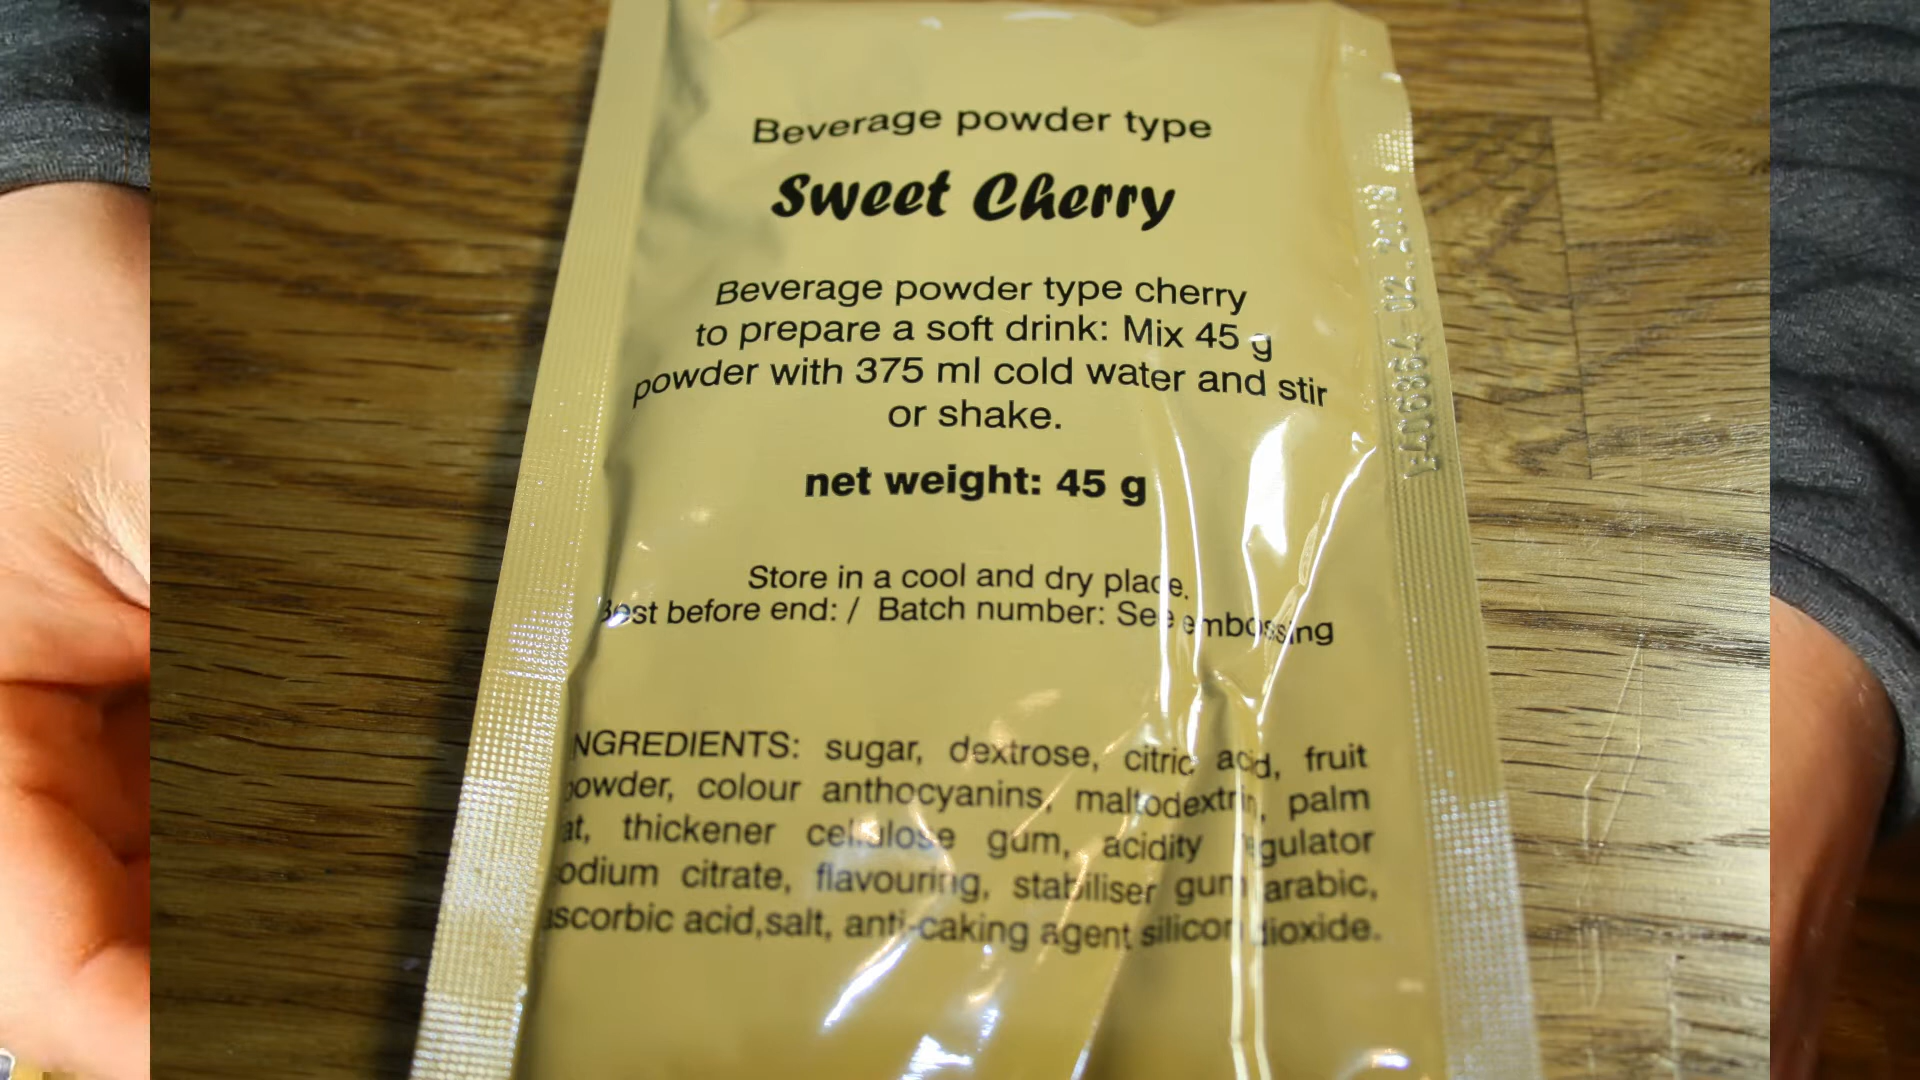 Beverage powder type
Sweet Cherry
Beverage powder type cherry
to prepare a soft drink: Mix 45 g
powder with 375 ml cold water and stir
or shake.
net weight: 45 g
Store in a cool and dry place.
Best before end: / Batch number: See embossing
INGREDIENTS: sugar, dextrose, citric acid, fruit
powder, colour anthocyanins, maltodextrin, palm
fat, thickener cellulose gum, acidity regulator
sodium citrate, flavouring, stabiliser gum arabic,
ascorbic acid,salt, anti-caking agent silicon dioxide.